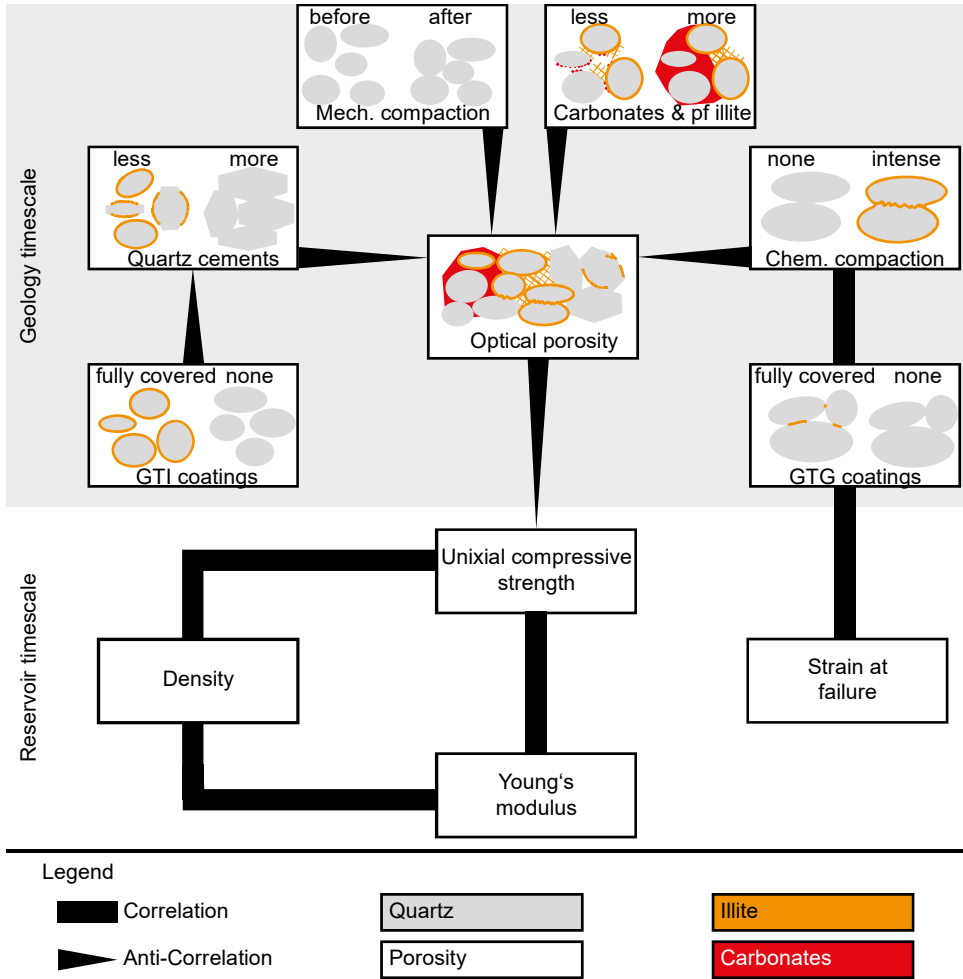 before after
Mech. compaction
less more
Carbonates & pf illite
less more
Quartz cements
none intense
Chem. compaction
Geology timescale
Optical porosity
fully covered none
GTI coatings
fully covered none
GTG coatings
Reservoir timescale
Unixial compressive
strength
Density
Strain at
failure
Young‘s
modulus
Legend
Correlation
Quartz
Illite
Anti-Correlation
Porosity
Carbonates